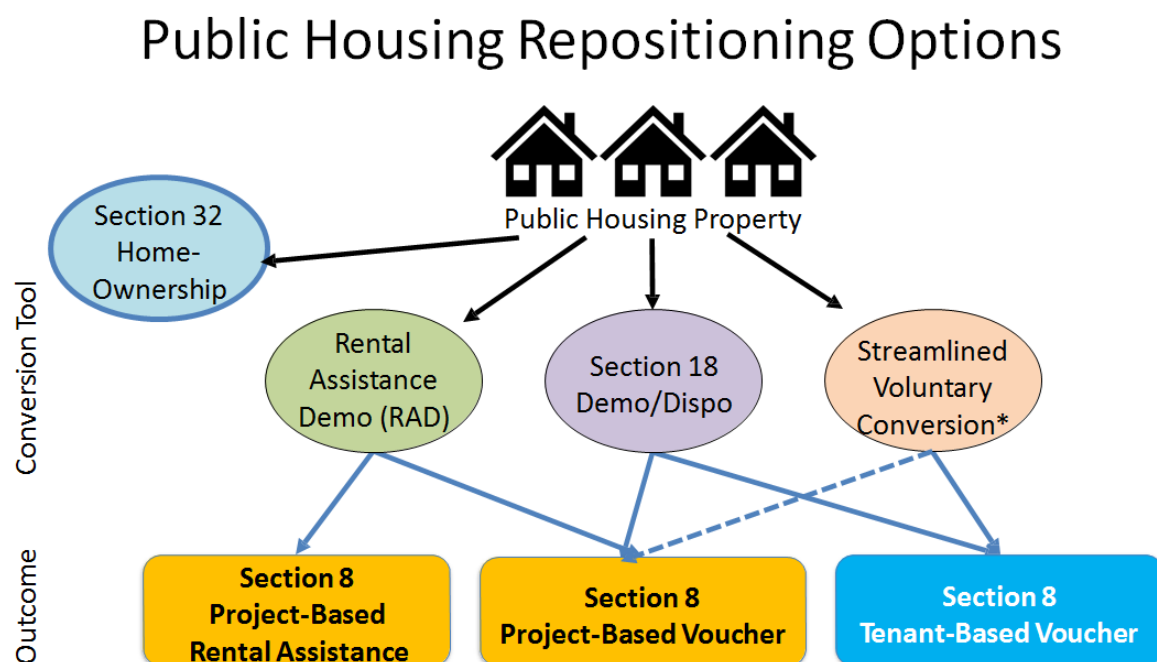 Public Housing Repositioning Options
Public Housing Property
Section 32
Home-
Ownership
Conversion Tool
Rental
Assistance
Demo (RAD)
Section 18
Demo/Dispo
Streamlined
Voluntary
Conversion*
Outcome
Section 8
Project-Based
Rental Assistance
Section 8
Project-Based Voucher
Section 8
Tenant-Based Voucher